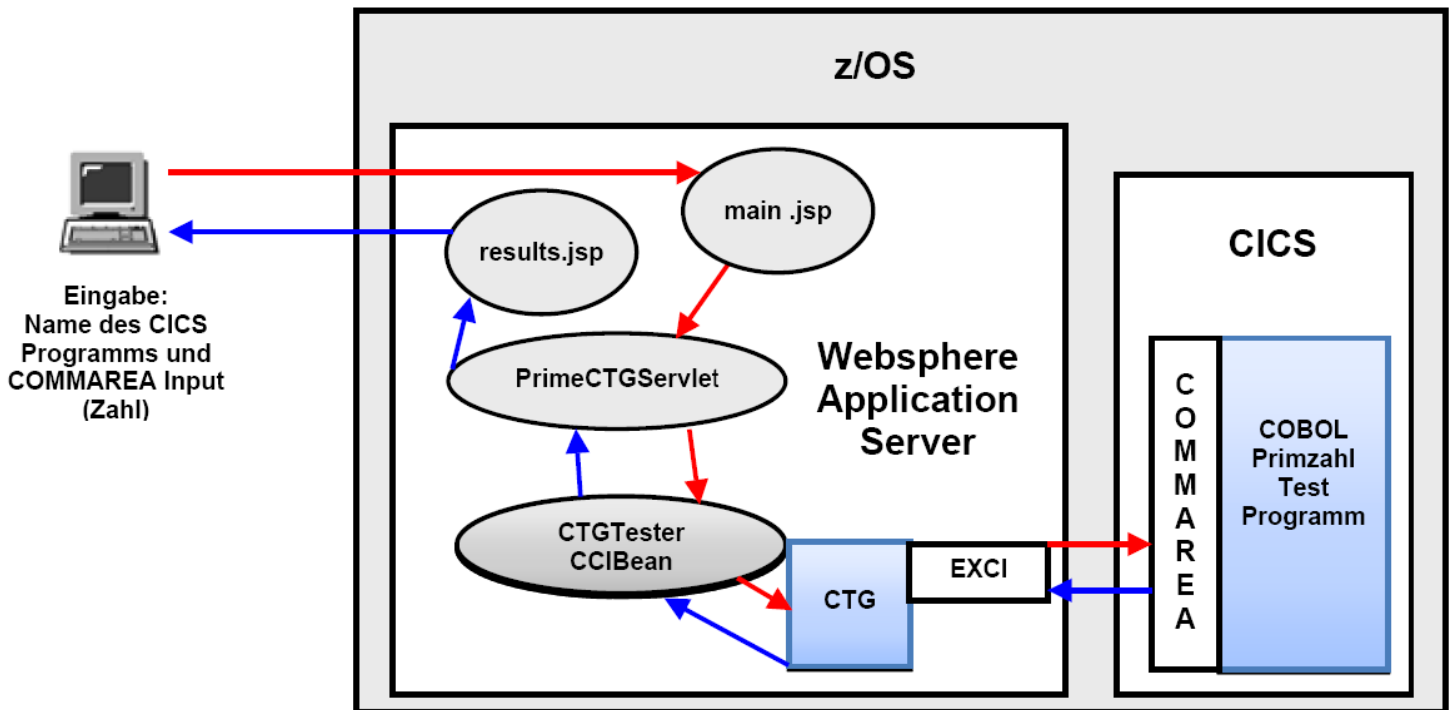 z/OS
main .jsp
results.jsp
CICS
Eingabe:
Name des CICS
Programms und
COMMAREA Input
(Zahl)
PrimeCTGServlet
Websphere
Application
Server
C
O
M
M
A
R
E
A
COBOL
Primzahl
Test
Programm
CTGTester
CCIBean
CTG
EXCI